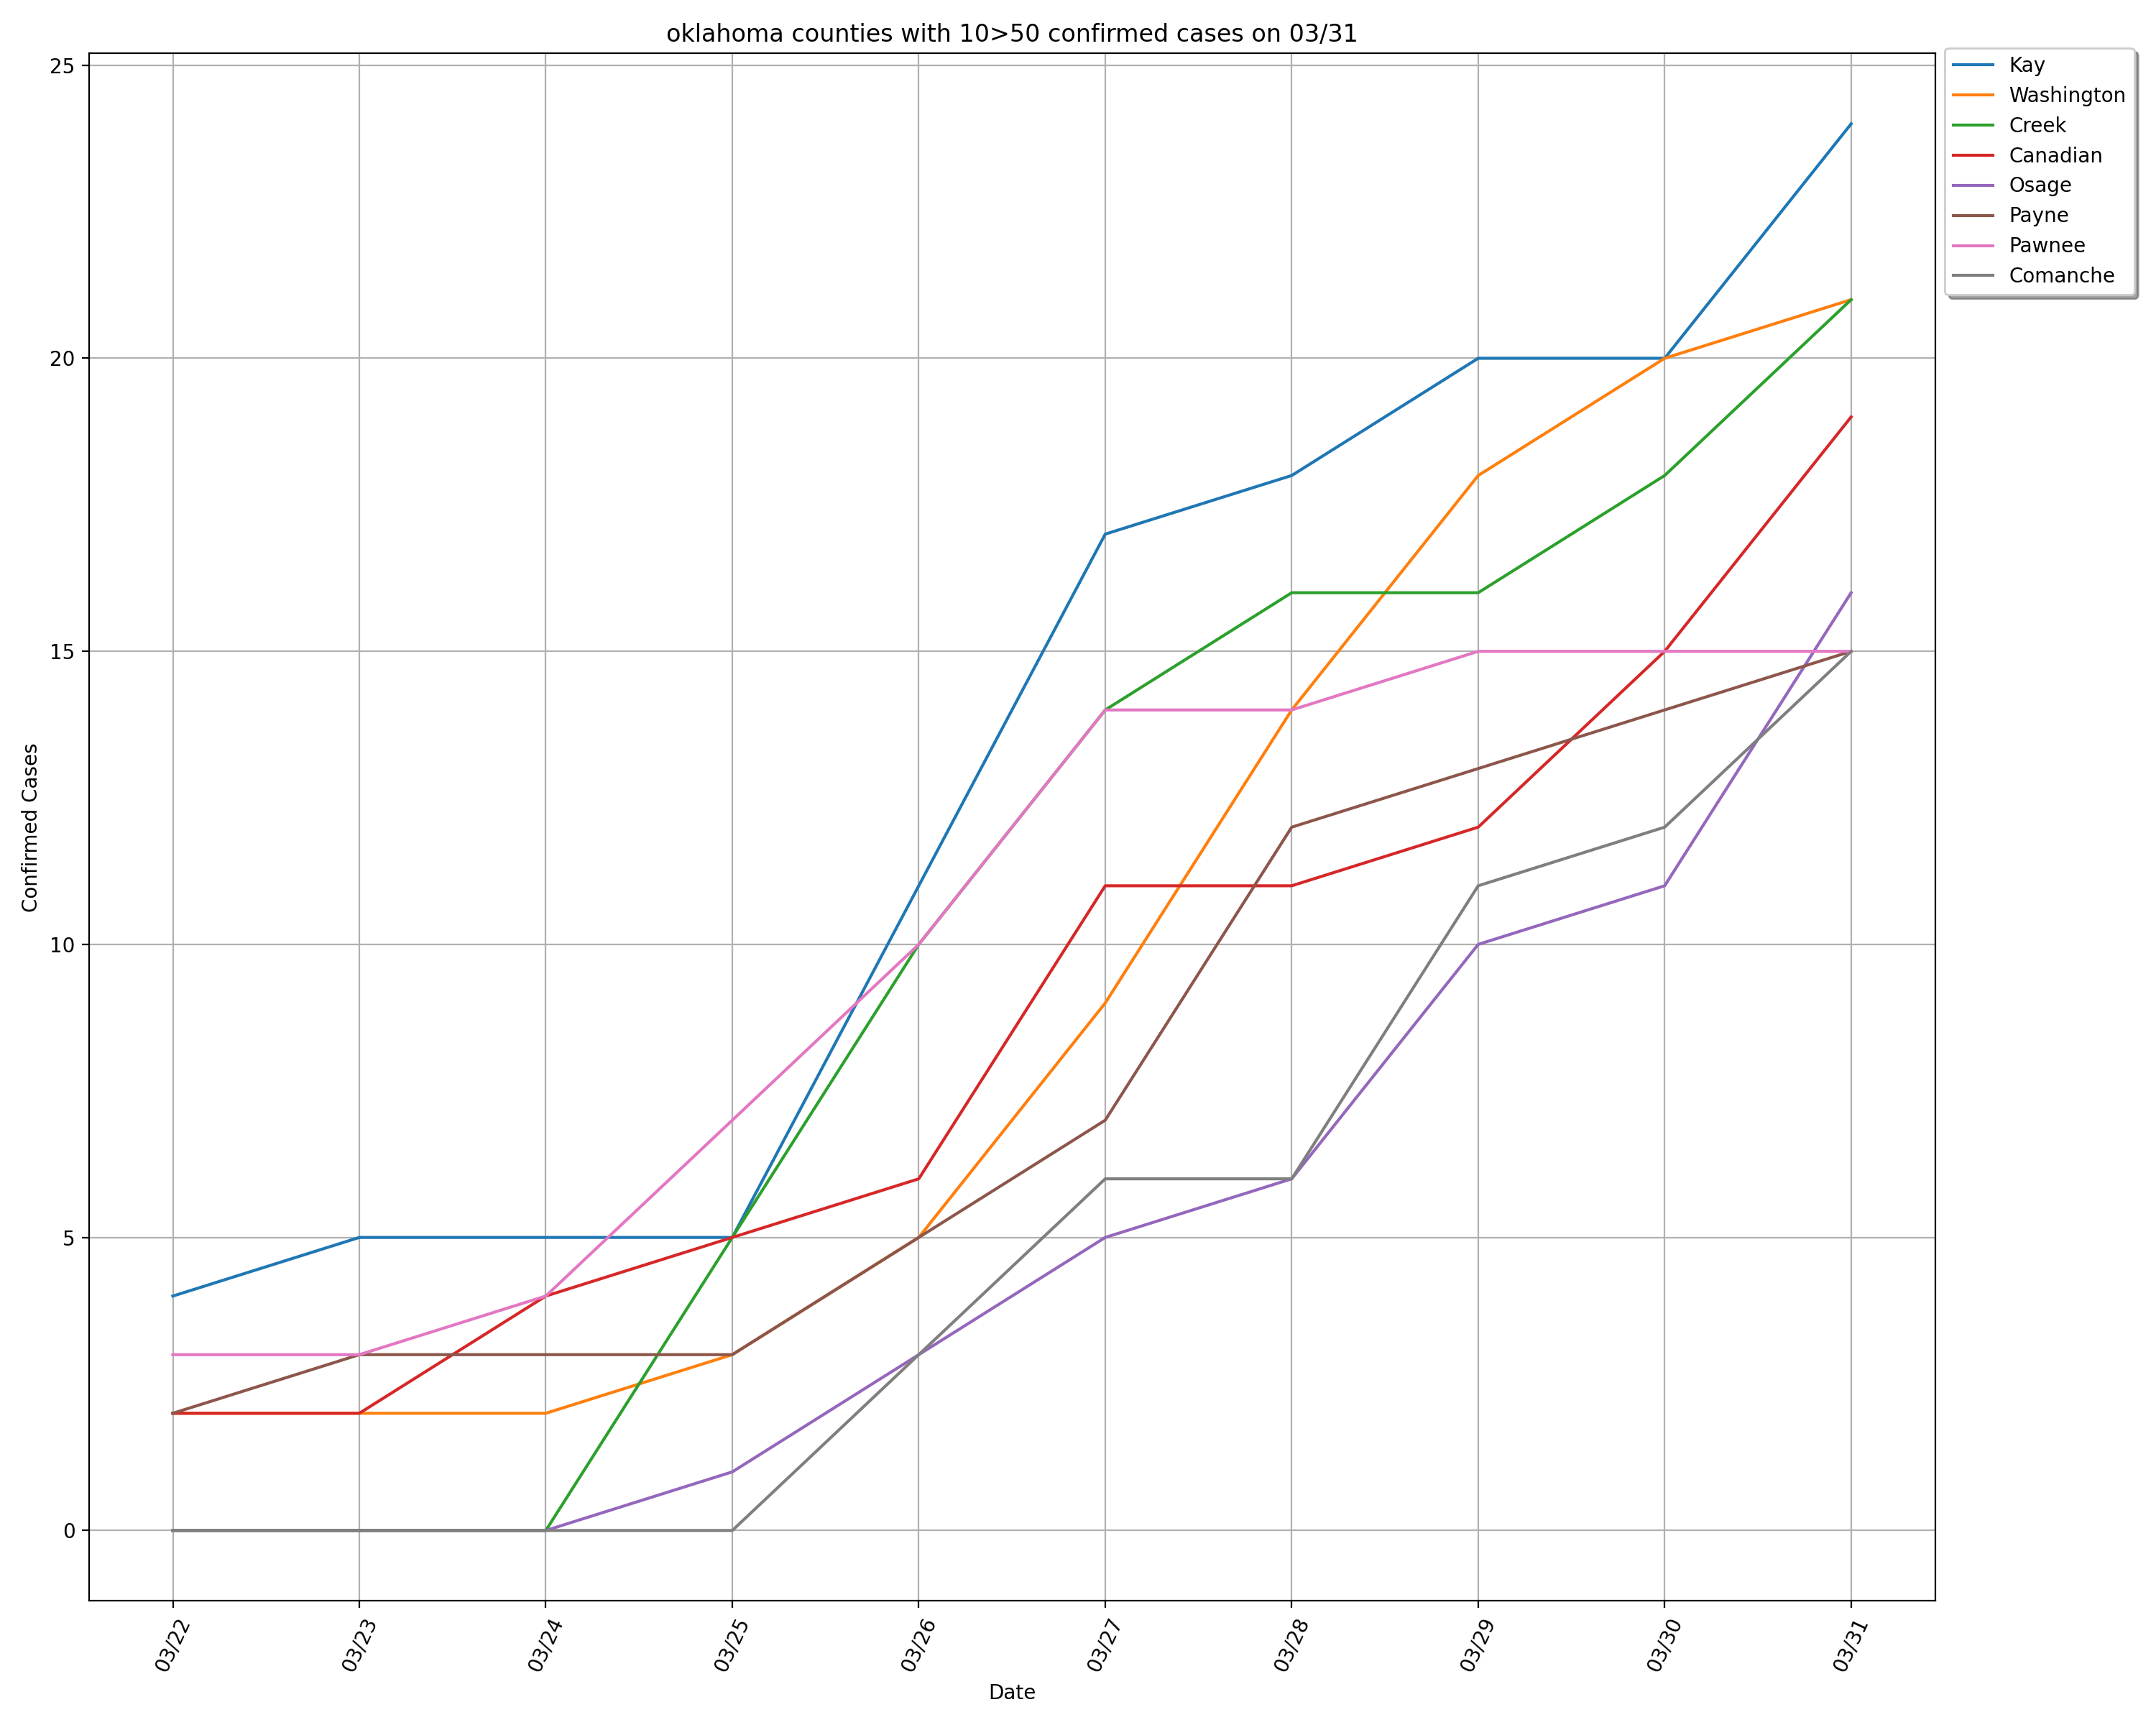 oklahoma counties with 10>50 confirmed cases on 03/31
25
20
15
10
5
0
Confirmed Cases
03/22
03/23
03/24
03/25
03/26
03/27
03/28
03/29
03/30
03/31
Date
Kay
Washington
Creek
Canadian
Osage
Payne
Pawnee
Comanche